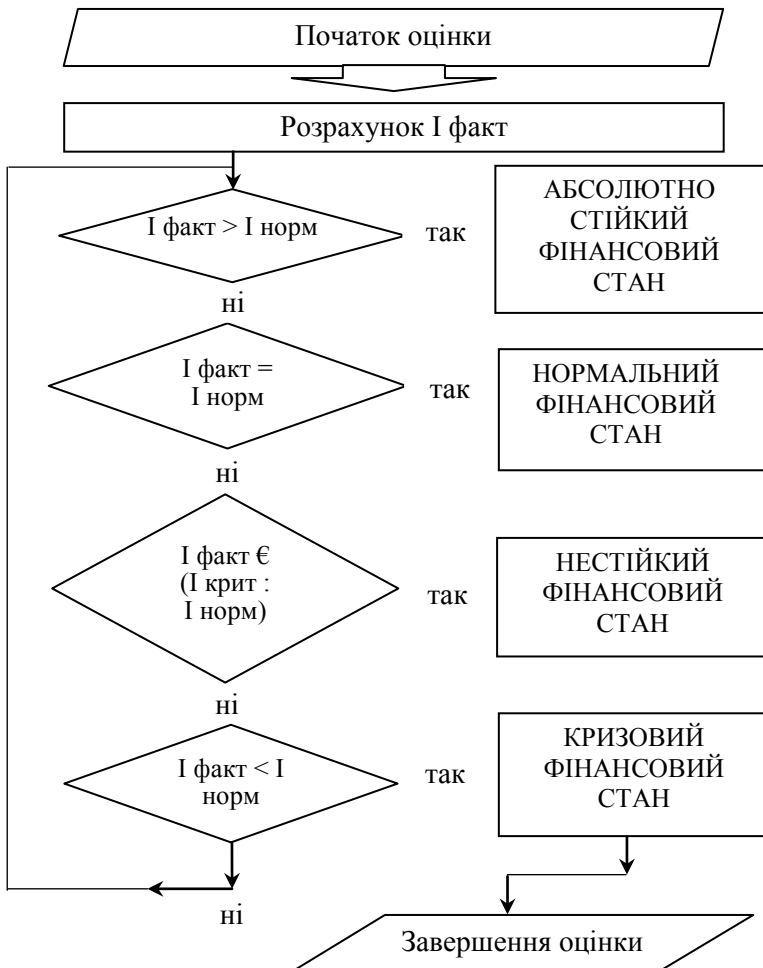 Початок оцінки
Розрахунок І факт
І факт > І норм
так
АБСОЛЮТНО
СТІЙКИЙ
ФІНАНСОВИЙ
СТАН
ні
І факт =
І норм
так
НОРМАЛЬНИЙ
ФІНАНСОВИЙ
СТАН
ні
І факт €
(І крит :
І норм)
так
НЕСТІЙКИЙ
ФІНАНСОВИЙ
СТАН
ні
І факт < І
норм
так
КРИЗОВИЙ
ФІНАНСОВИЙ
СТАН
ні
Завершення оцінки